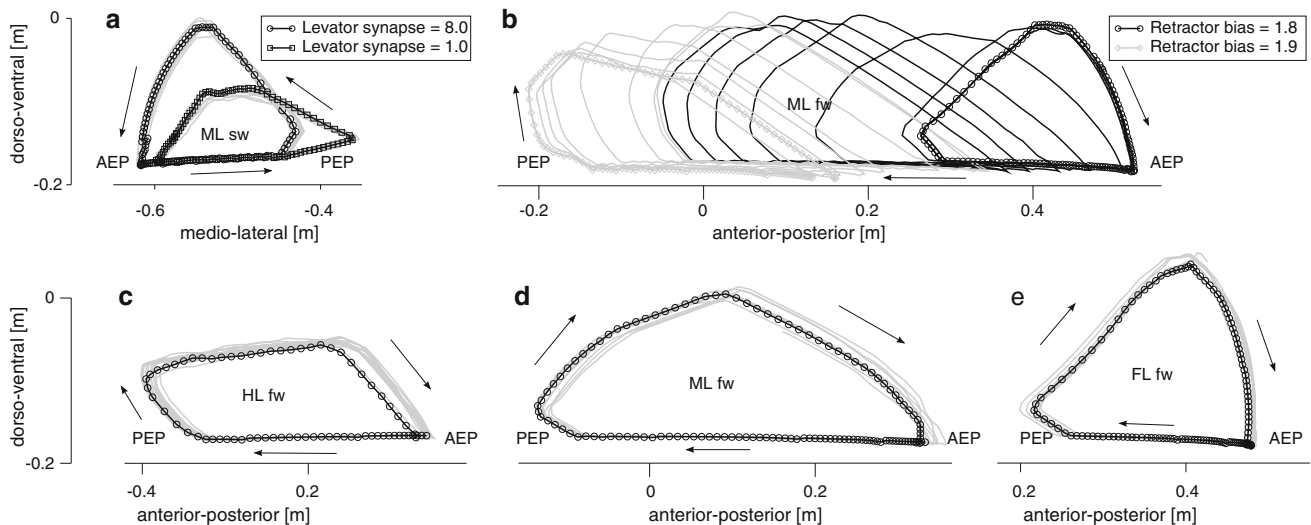 a
Levator synapse = 8.0
Levator synapse = 1.0
0
-0.2
dorso-ventral [m]
ML sw
AEP
PEP
-0.6
-0.4
medio-lateral [m]
b
Retractor bias = 1.8
Retractor bias = 1.9
ML fw
PEP
AEP
-0.2
0
0.2
0.4
anterior-posterior [m]
c
0
-0.2
dorso-ventral [m]
HL fw
PEP
AEP
-0.4
0.2
anterior-posterior [m]
d
ML fw
PEP
AEP
0
0.2
anterior-posterior [m]
e
FL fw
PEP
AEP
0.2
0.4
anterior-posterior [m]